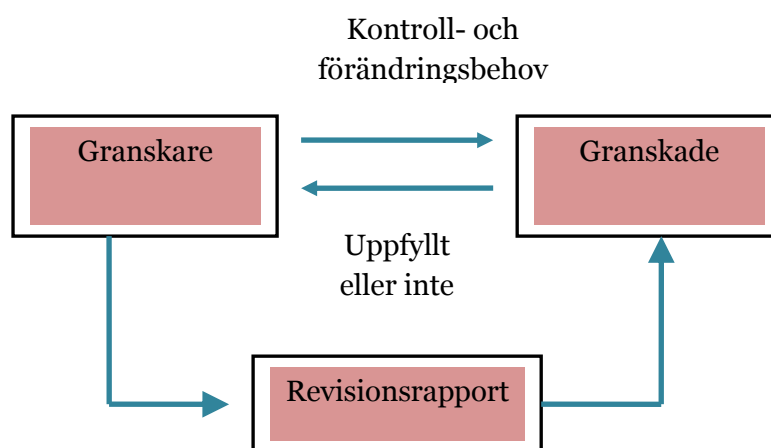 Kontroll- och
förändringsbehov
Granskare
Granskade
Uppfyllt
eller inte
Revisionsrapport